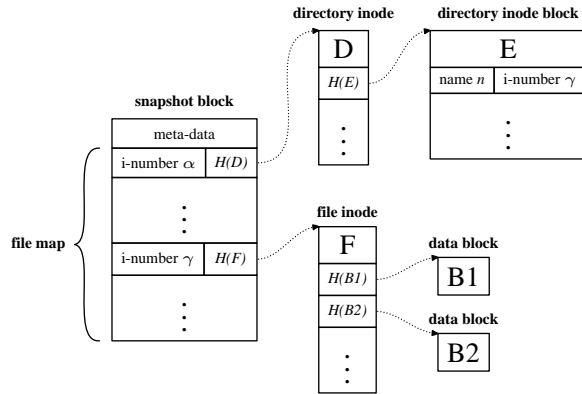 directory inode
directory inode block
D
E
H(E)
name n
i-number γ
snapshot block
meta-data
i-number α
H(D)
file inode
file map
F
data block
i-number γ
H(F)
H(B1)
B1
H(B2)
data block
B2